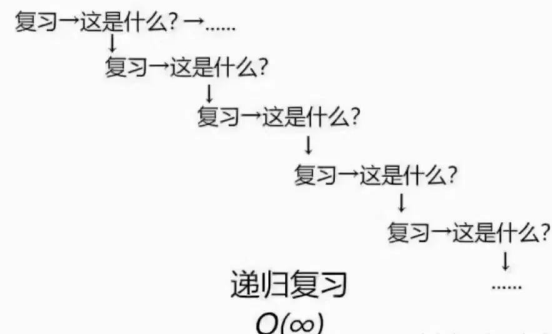 复习→这是什么?→......
↓
复习→这是什么?
↓
复习→这是什么?
↓
复习→这是什么?
↓
复习→这是什么?
↓
......
递归复习
O(∞)